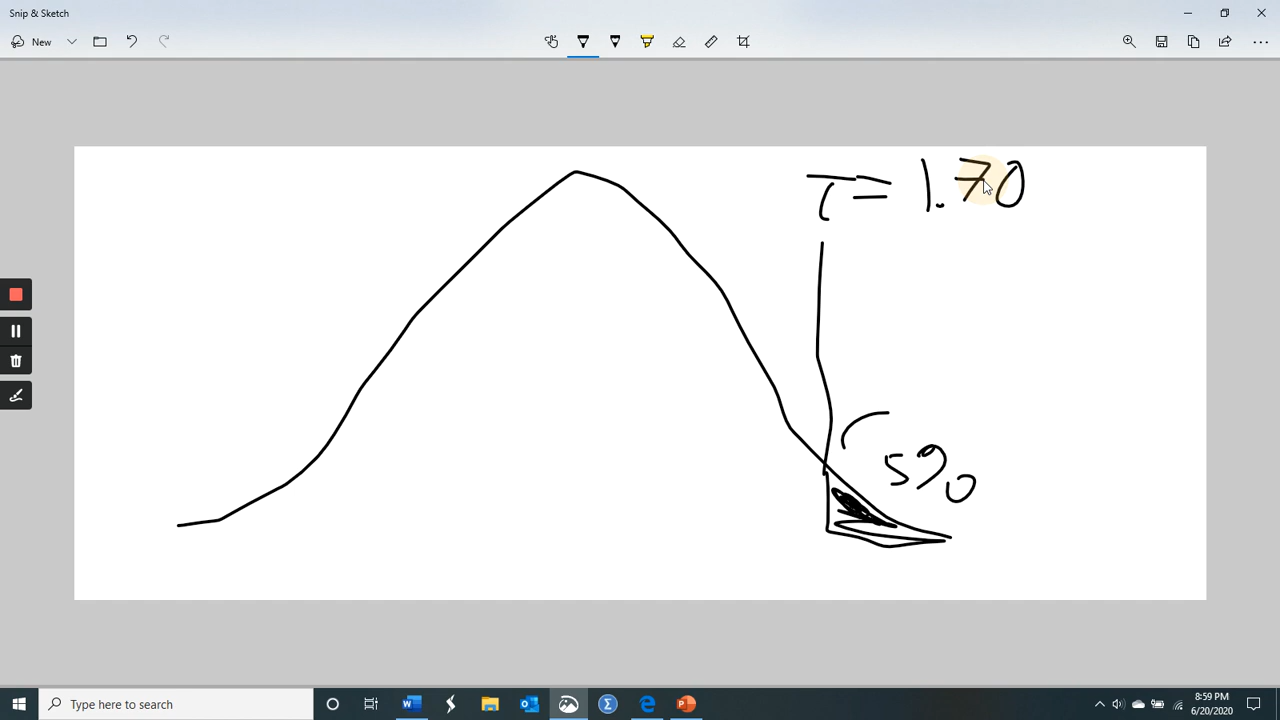 Snip & Sketch
New
T = 1.70
5%
Type here to search
8:59 PM
6/20/2020